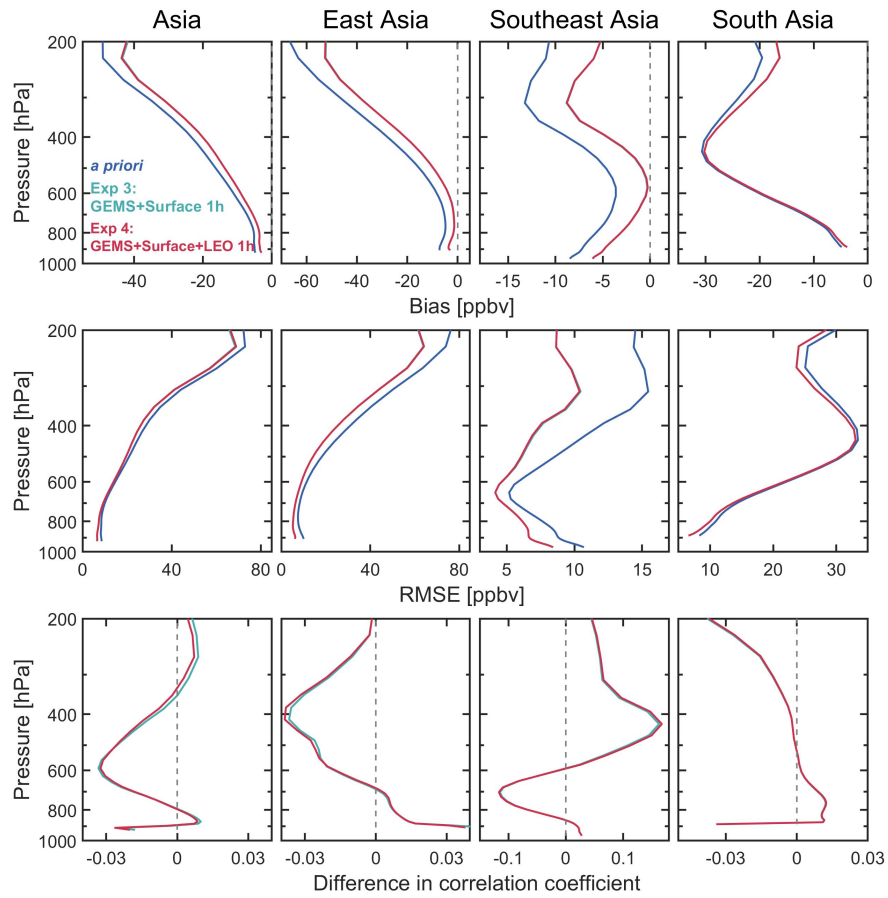 Asia East Asia Southeast Asia South Asia
200
400
600
800
1000
Pressure [hPa]
a priori
Exp 3:
GEMS+Surface 1h
Exp 4:
GEMS+Surface+LEO 1h
-40 -20 0 -60 -40 -20 0 -15 -10 -5 0 -30 -20 -10 0
Bias [ppbv]
200
400
600
800
1000
Pressure [hPa]
0 40 80 0 40 80 5 10 15 10 20 30
RMSE [ppbv]
200
400
600
800
1000
Pressure [hPa]
-0.03 0 0.03 -0.03 0 0.03 -0.1 0 0.1 -0.03 0 0.03
Difference in correlation coefficient